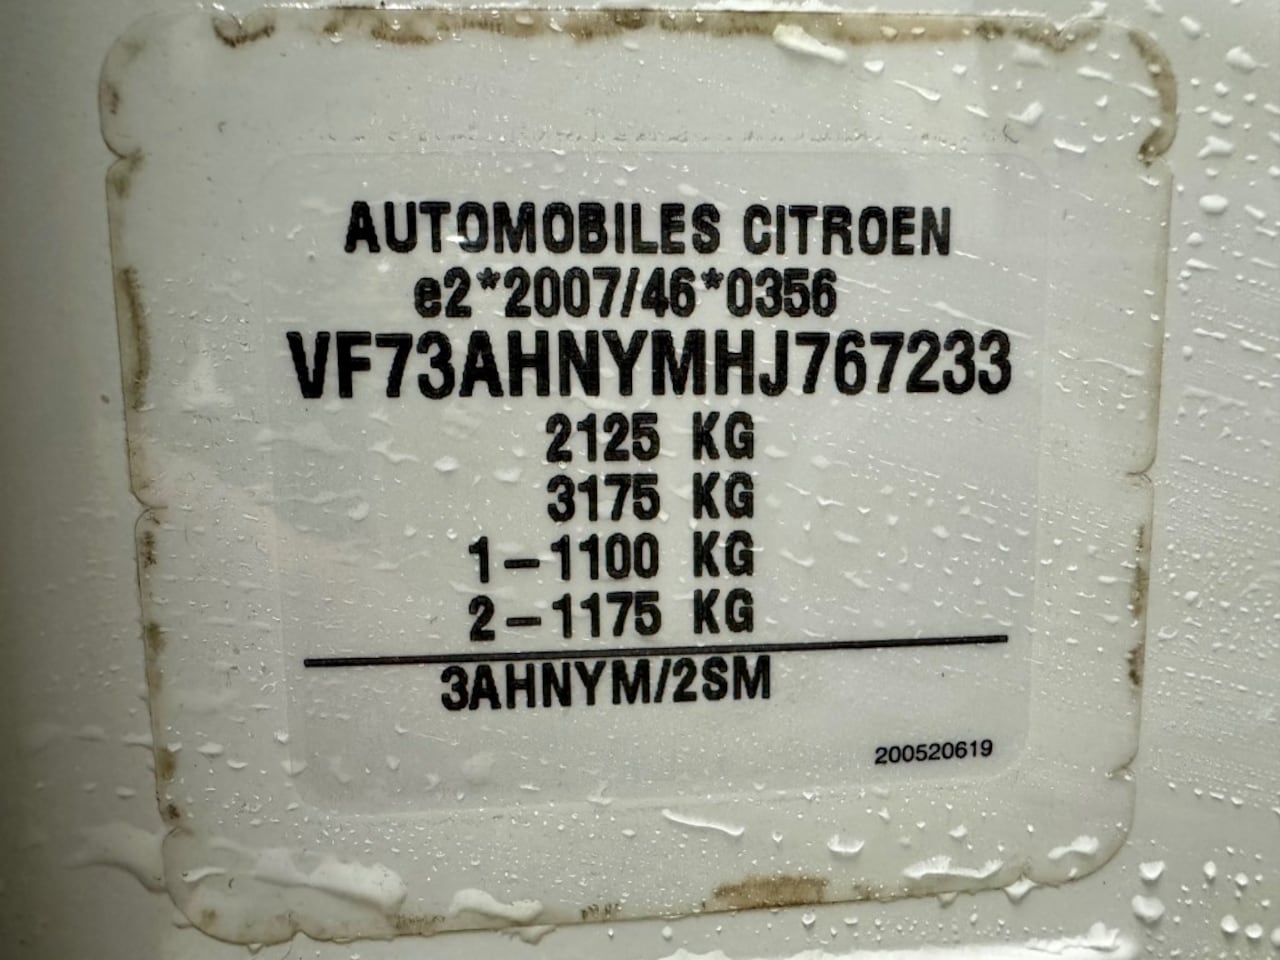 AUTOMOBILES CITROEN
e2*2007/46*0356
VF73AHNYMHJ767233
2125 KG
3175 KG
1-1100 KG
2-1175 KG
3AHNYM/2SM
200520619